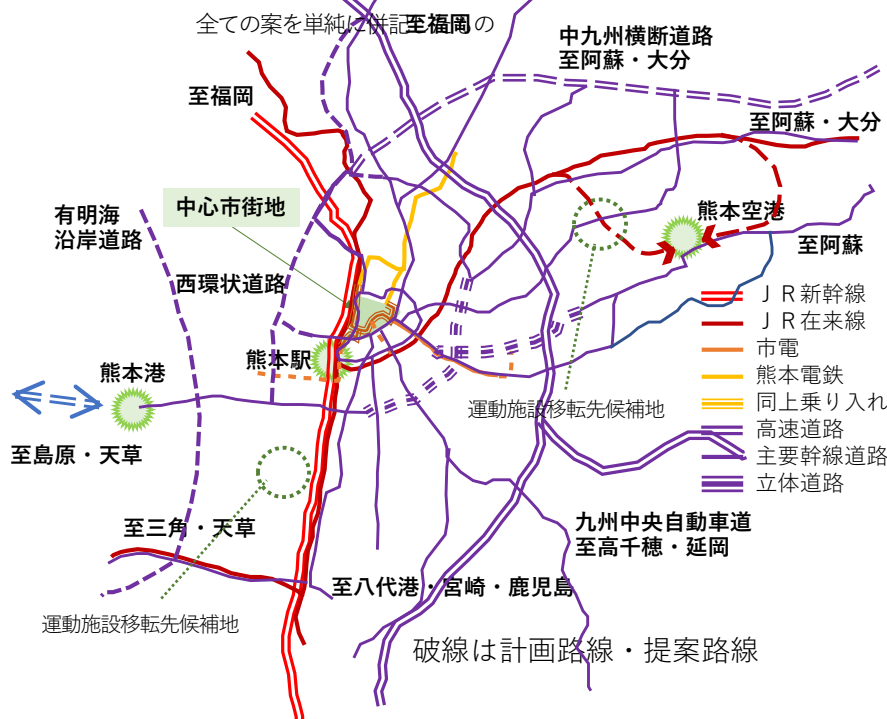 全ての案を単純に併記したもの
至福岡
中九州横断道路
至阿蘇・大分
至福岡
至阿蘇・大分
中心市街地
有明海
沿岸道路
熊本空港
至阿蘇
西環状道路
ＪＲ新幹線
ＪＲ在来線
市電
熊本電鉄
同上乗り入れ
高速道路
主要幹線道路
立体道路
熊本駅
熊本港
運動施設移転先候補地
至島原・天草
至三角・天草
九州中央自動車道
至高千穂・延岡
至八代港・宮崎・鹿児島
運動施設移転先候補地
破線は計画路線・提案路線